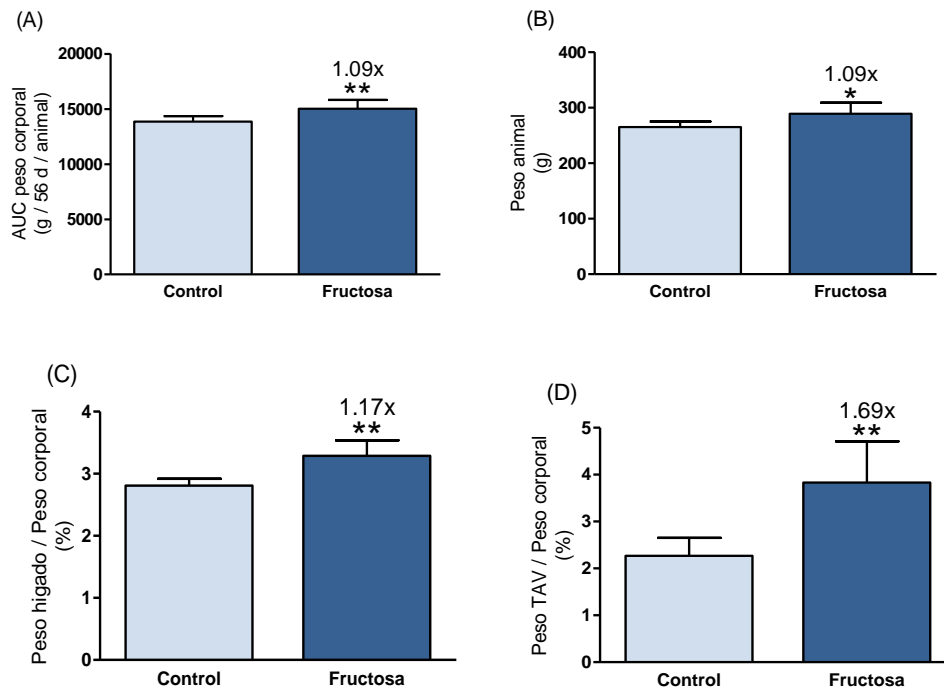 (A)
AUC peso corporal
(g / 56 d / animal)
20000
15000
10000
5000
0
1.09x
**
Control
Fructosa
(B)
Peso animal
(g)
400
300
200
100
0
1.09x
*
Control
Fructosa
(C)
Peso higado / Peso corporal
(%)
4
3
2
1
0
1.17x
**
Control
Fructosa
(D)
Peso TAV / Peso corporal
(%)
5
4
3
2
1
0
1.69x
**
Control
Fructosa